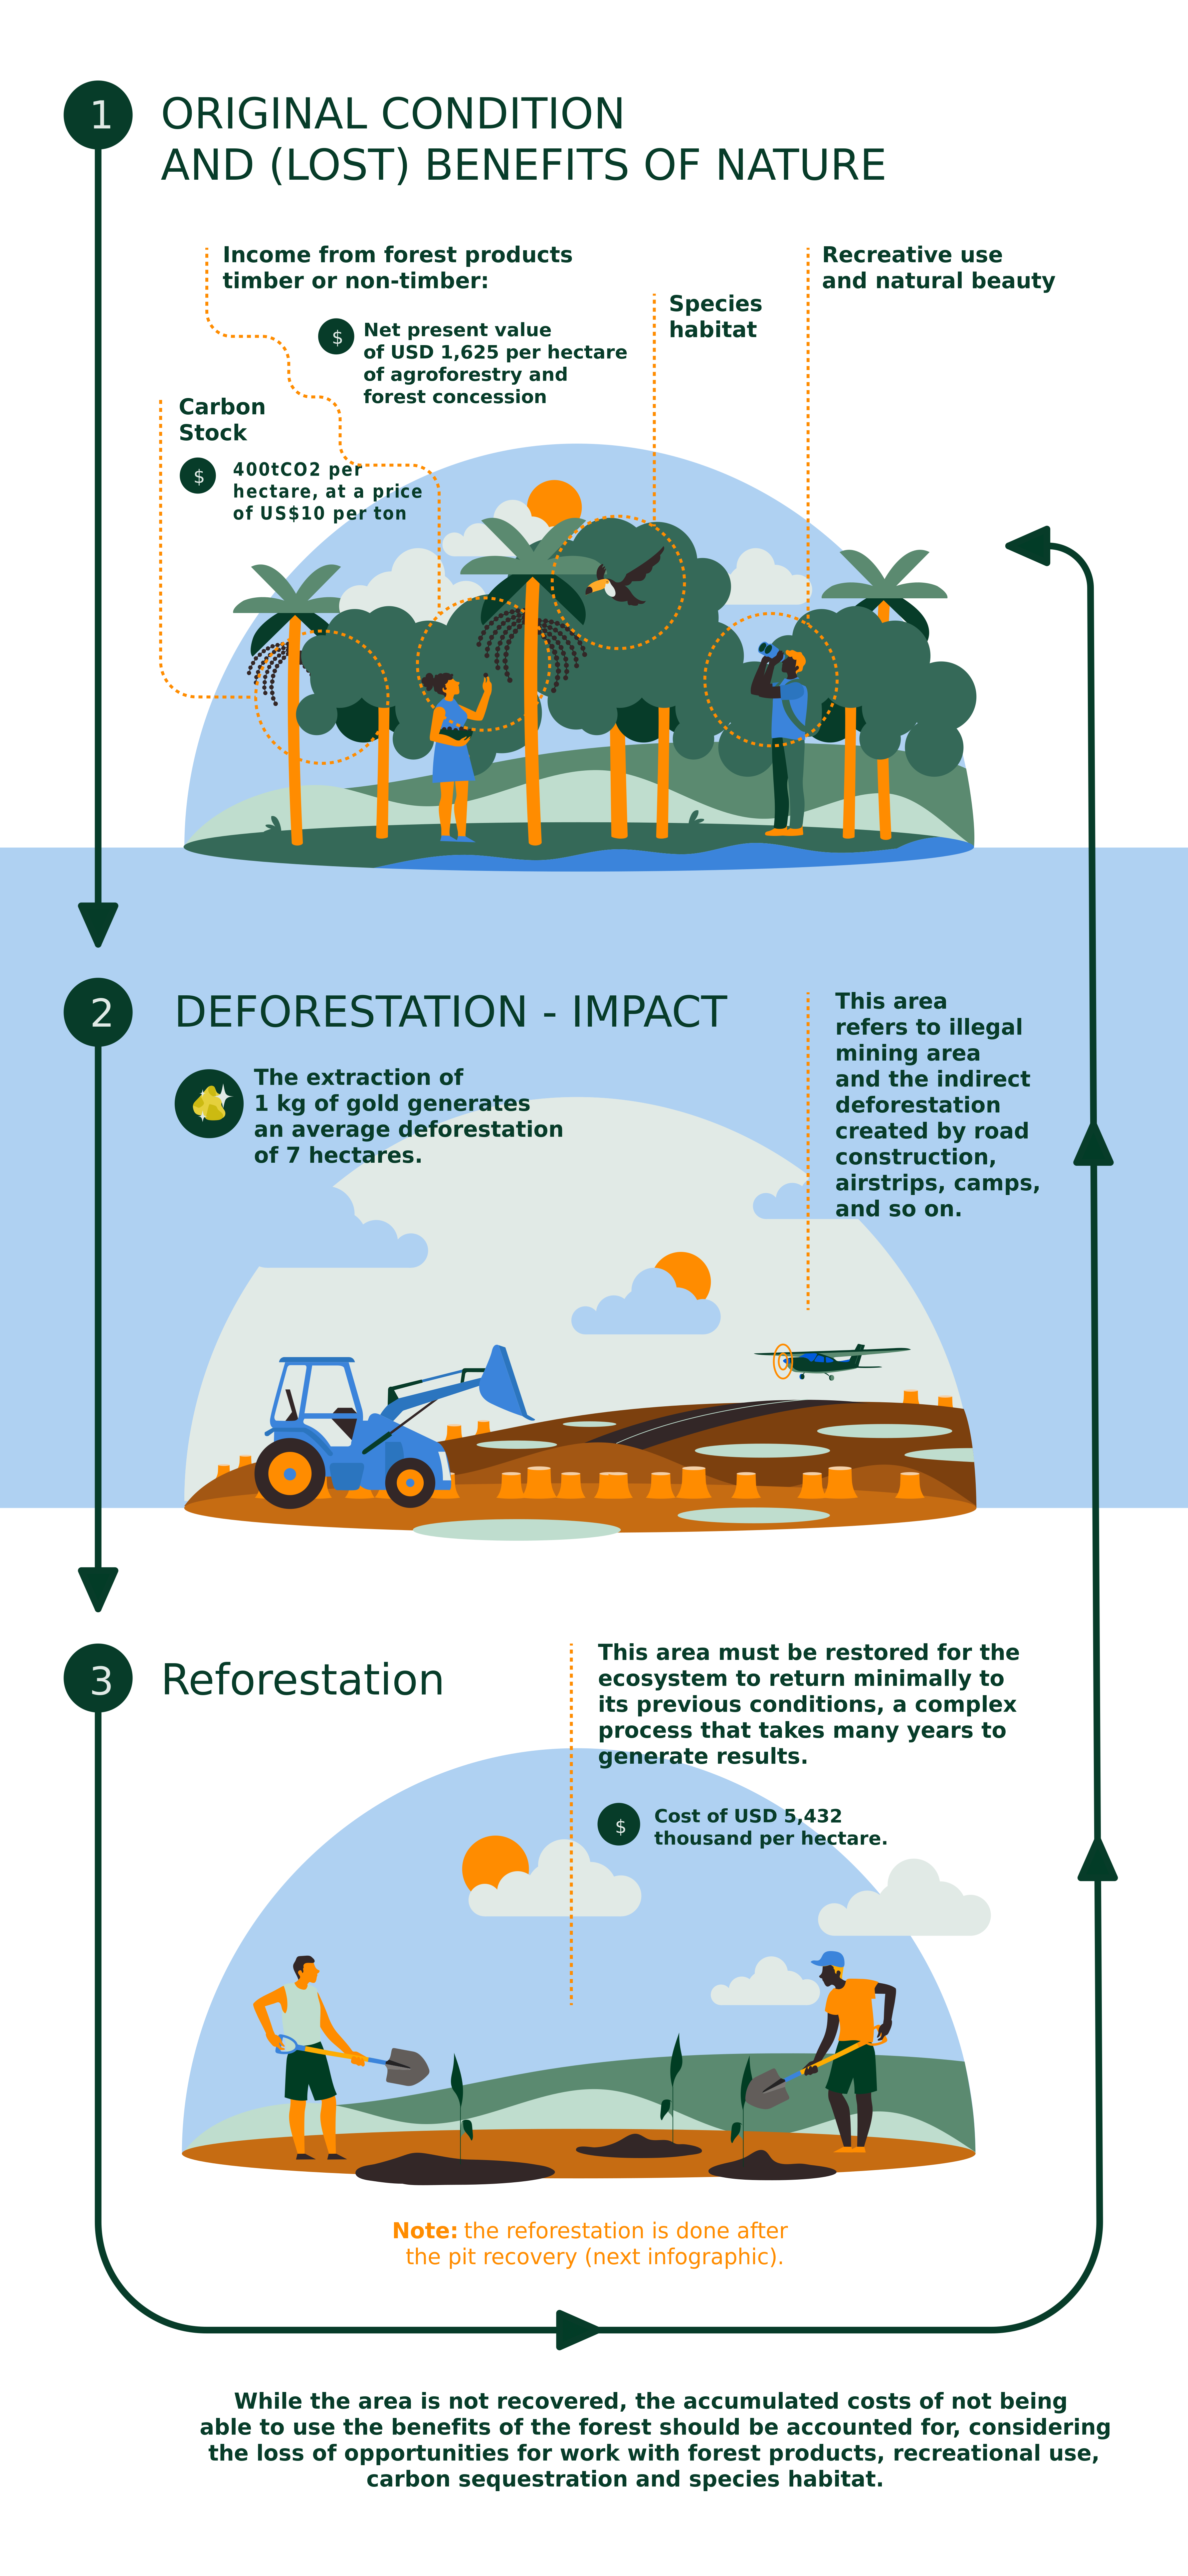 1
ORIGINAL CONDITION
AND (LOST) BENEFITS OF NATURE
Income from forest products
timber or non-timber:
$
Net present value
of USD 1,625 per hectare
of agroforestry and
forest concession
Species
habitat
Recreative use
and natural beauty
Carbon
Stock
$
400tCO2 per
hectare, at a price
of US$10 per ton
2
DEFORESTATION - IMPACT
The extraction of
1 kg of gold generates
an average deforestation
of 7 hectares.
This area
refers to illegal
mining area
and the indirect
deforestation
created by road
construction,
airstrips, camps,
and so on.
3
Reforestation
This area must be restored for the
ecosystem to return minimally to
its previous conditions, a complex
process that takes many years to
generate results.
$
Cost of USD 5,432
thousand per hectare.
Note: the reforestation is done after
the pit recovery (next infographic).
While the area is not recovered, the accumulated costs of not being
able to use the benefits of the forest should be accounted for, considering
the loss of opportunities for work with forest products, recreational use,
carbon sequestration and species habitat.